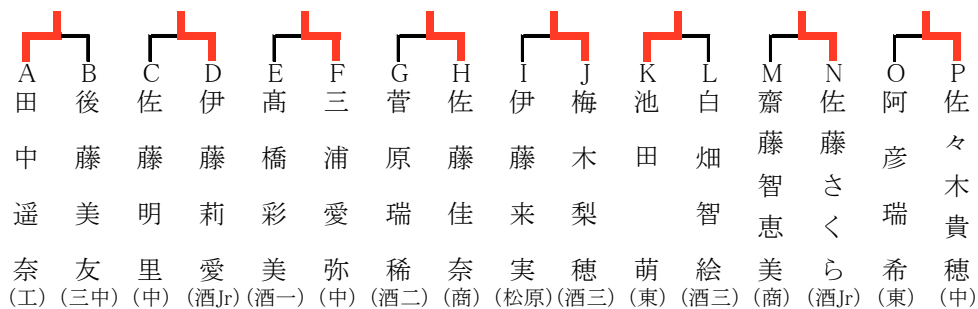 A 田中遥奈 (工)
B 後藤美友 (三中)
C 佐藤明里 (中)
D 伊藤莉愛 (酒Jr)
E 髙橋彩美 (酒一)
F 三浦愛弥 (中)
G 菅原瑞稀 (酒二)
H 佐藤佳奈 (商)
I 伊藤来実 (松原)
J 梅木梨穂 (酒三)
K 池田萌 (東)
L 白畑智絵 (酒三)
M 齋藤智恵美 (商)
N 佐藤さくら (酒Jr)
O 阿彦瑞希 (東)
P 佐々木貴穂 (中)